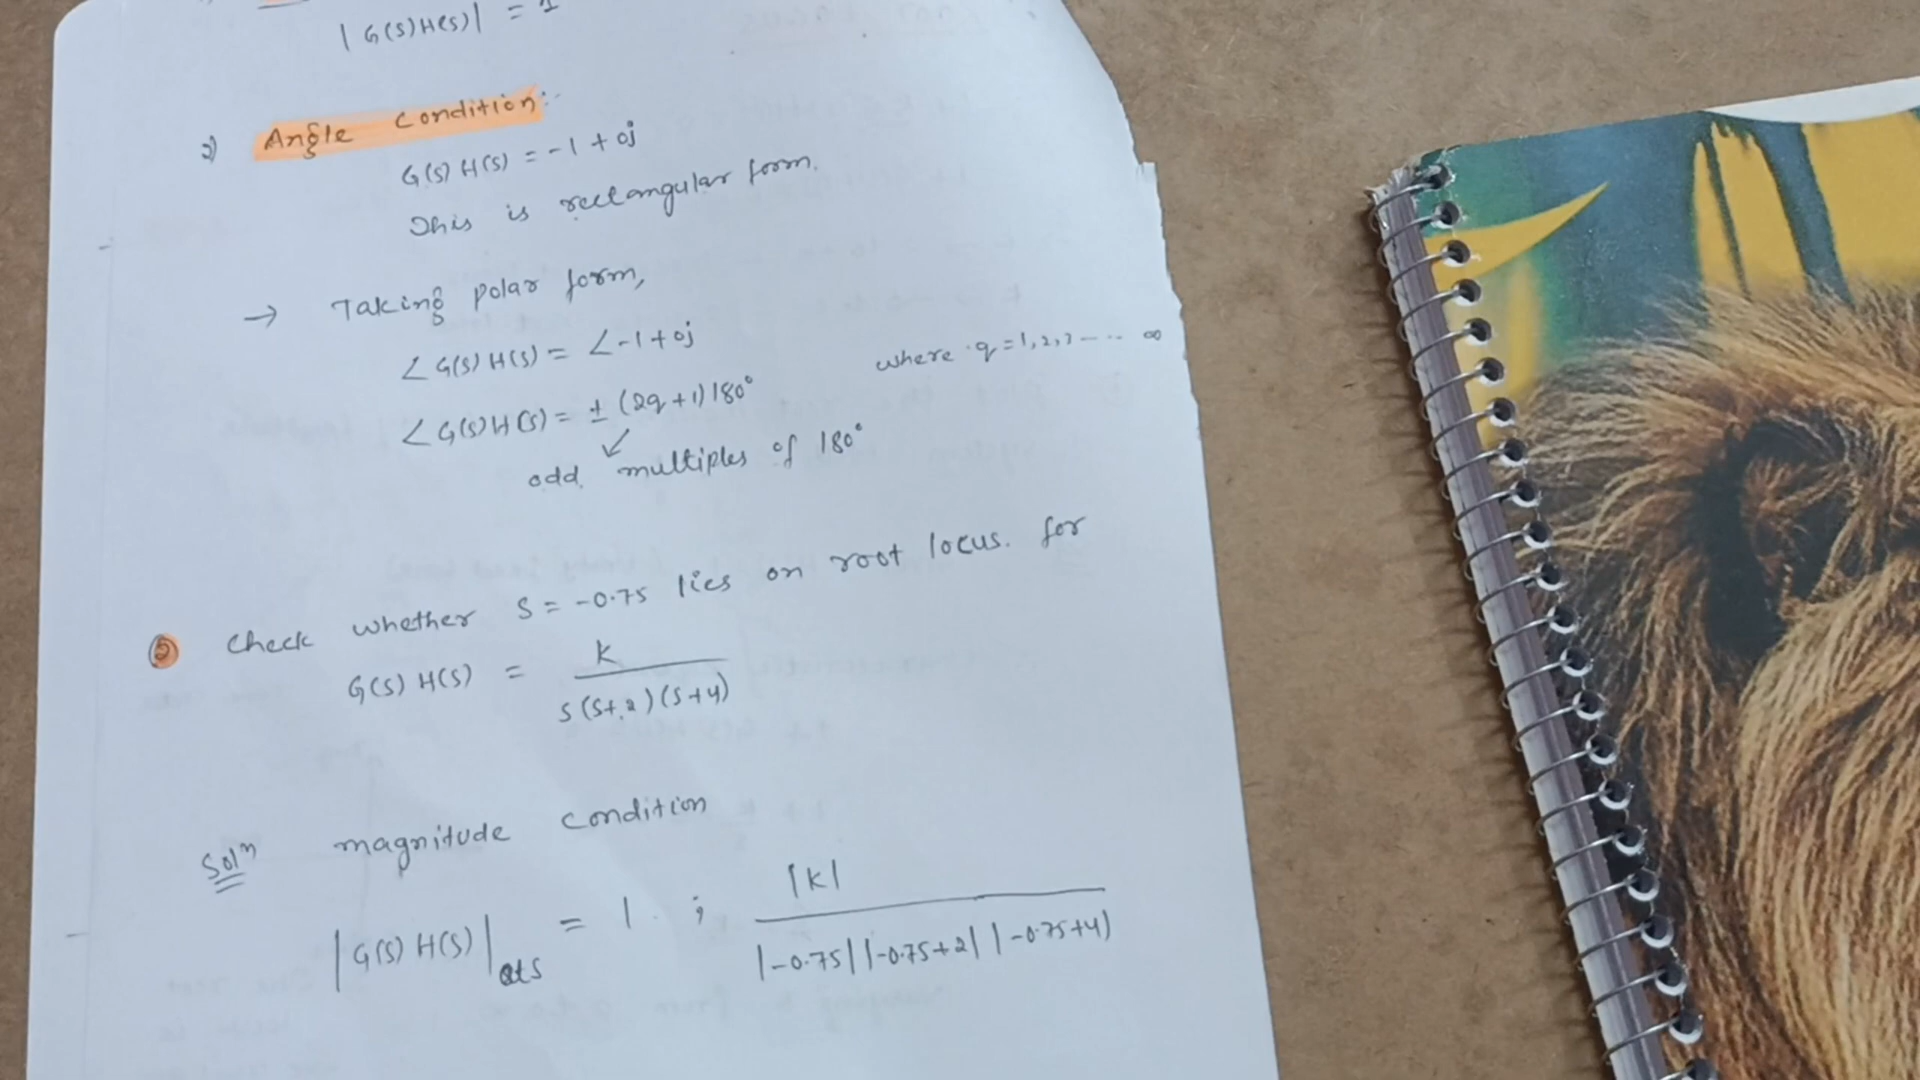 |G(s)H(s)| = 1
2) Angle Condition:-
G(s) H(s) = -1 + 0j
This is rectangular form.
→ Taking polar form,
∠G(s) H(s) = ∠-1+0j
∠G(s)H(s) = ± (2q+1)180° where q = 1,2,3 --- ∞
odd multiples of 180°
Check whether s = -0.75 lies on root locus. for
G(s) H(s) = K / s(s+2)(s+4)
Solⁿ magnitude condition
|G(s) H(s)| at s = 1 ; |K| / |-0.75||-0.75+2||-0.75+4|